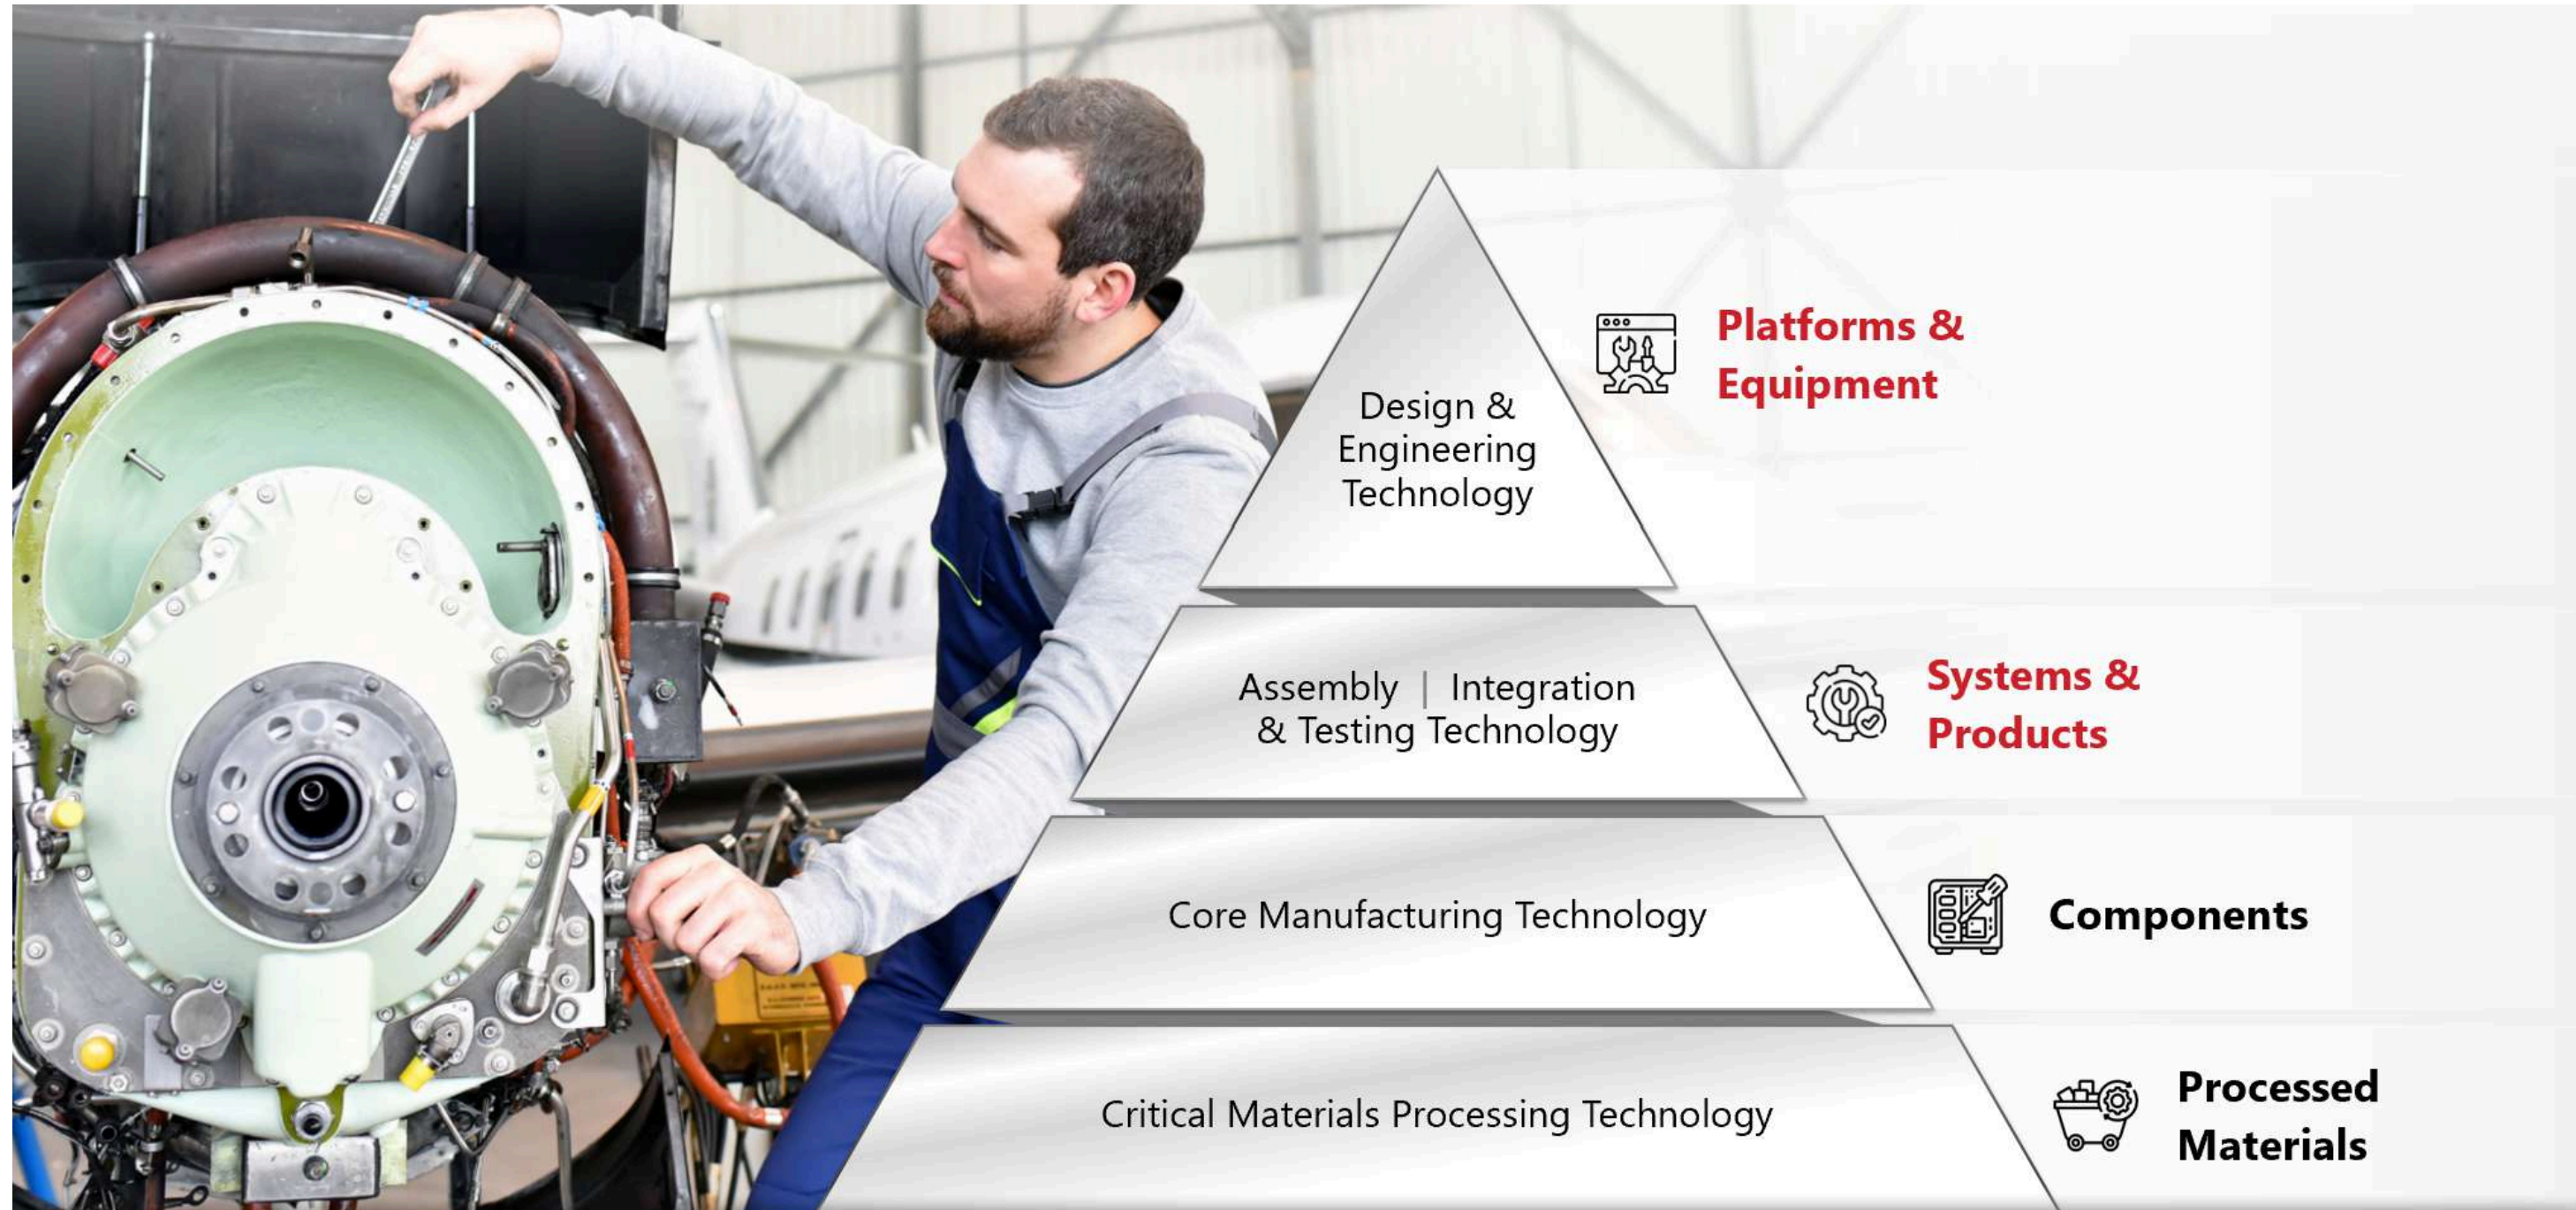 Design &
Engineering
Technology
Platforms &
Equipment
Assembly | Integration
& Testing Technology
Systems &
Products
Core Manufacturing Technology
Components
Critical Materials Processing Technology
Processed
Materials